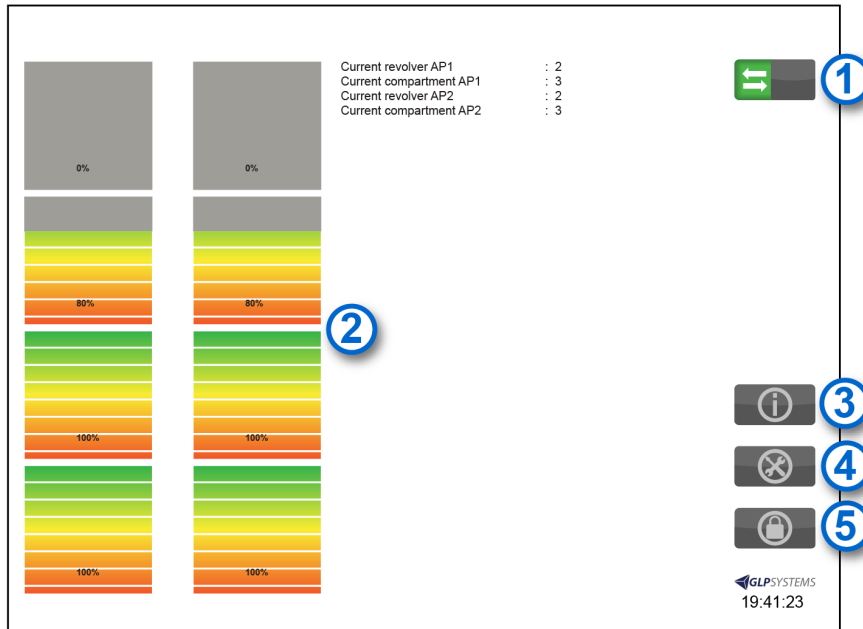 Current revolver AP1 : 2
Current compartment AP1 : 3
Current revolver AP2 : 2
Current compartment AP2 : 3
1
0% 0%
80% 80%
2
100% 100%
3
4
100% 100%
5
GLPSYSTEMS
19:41:23